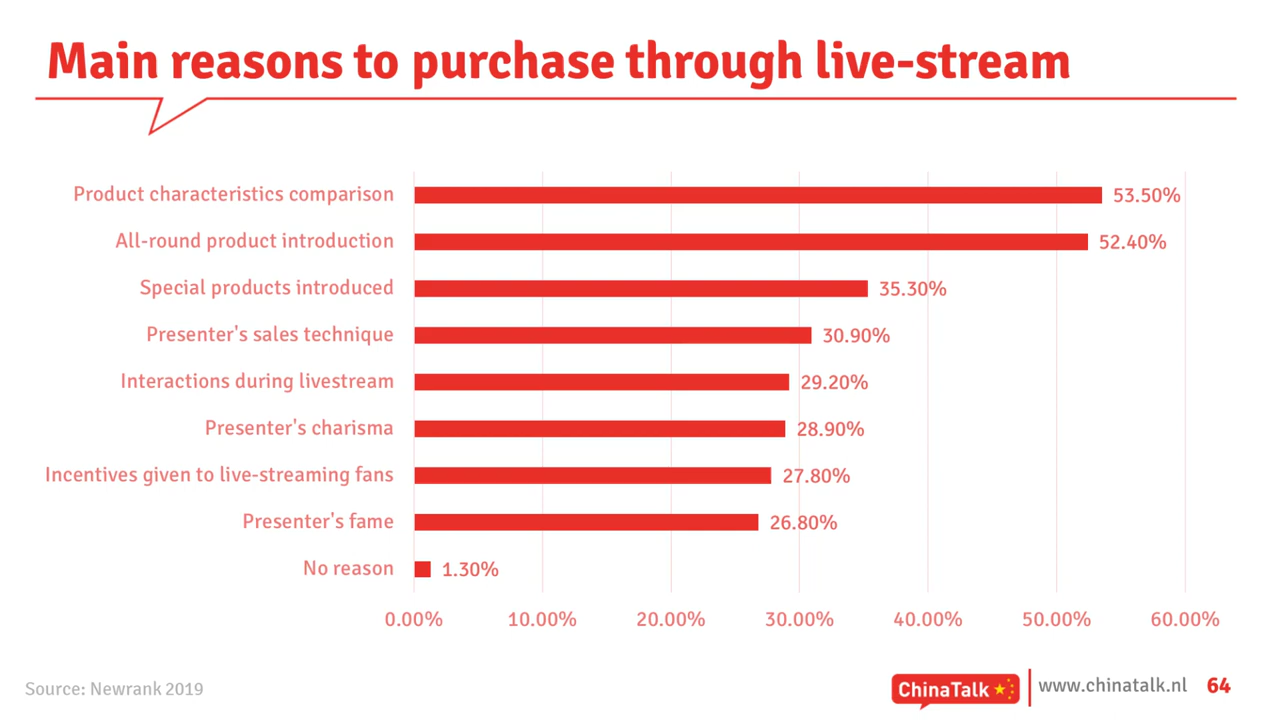 Main reasons to purchase through live-stream
Product characteristics comparison 53.50%
All-round product introduction 52.40%
Special products introduced 35.30%
Presenter's sales technique 30.90%
Interactions during livestream 29.20%
Presenter's charisma 28.90%
Incentives given to live-streaming fans 27.80%
Presenter's fame 26.80%
No reason 1.30%
0.00% 10.00% 20.00% 30.00% 40.00% 50.00% 60.00%
Source: Newrank 2019
ChinaTalk www.chinatalk.nl 64